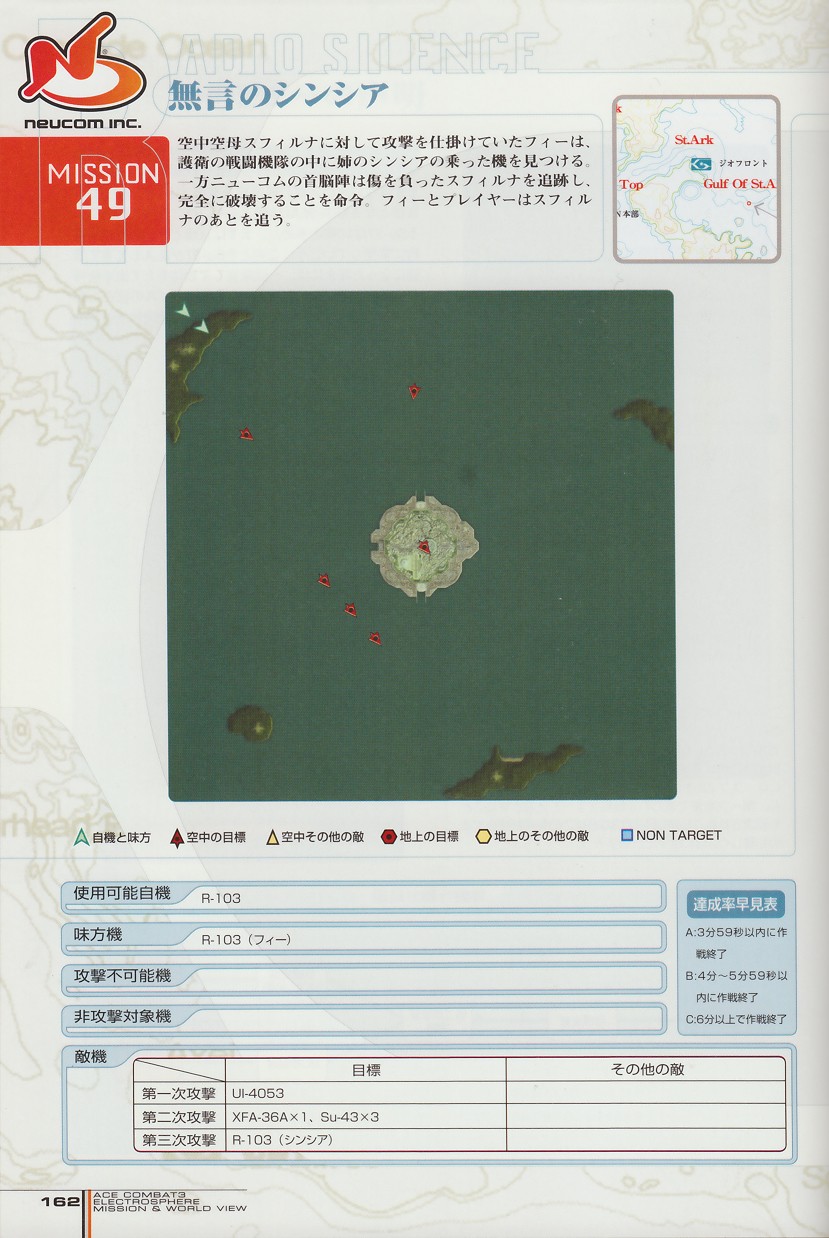 RADIO SILENCE
neucom inc.
無言のシンシア
MISSION
49
空中空母スフィルナに対して攻撃を仕掛けていたフィーは、
護衛の戦闘機隊の中に姉のシンシアの乗った機を見つける。
一方ニューコムの首脳陣は傷を負ったスフィルナを追跡し、
完全に破壊することを命令。フィーとプレイヤーはスフィル
ナのあとを追う。
St.Ark
ジオフロント
Top
Gulf Of St.A
N本部
自機と味方
空中の目標
空中その他の敵
地上の目標
地上のその他の敵
NON TARGET
使用可能自機
R-103
味方機
R-103（フィー）
攻撃不可能機
非攻撃対象機
達成率早見表
A:3分59秒以内に作
戦終了
B:4分～5分59秒以
内に作戦終了
C:6分以上で作戦終了
敵機
目標
その他の敵
第一次攻撃
UI-4053
第二次攻撃
XFA-36A×1、Su-43×3
第三次攻撃
R-103（シンシア）
162
ACE COMBAT3
ELECTROSPHERE
MISSION & WORLD VIEW